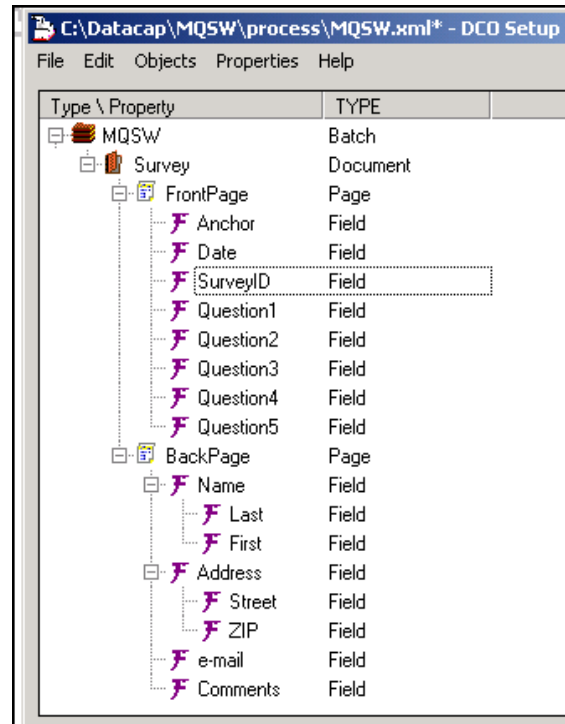 C:\Datacap\MQSW\process\MQSW.xml* - DCO Setup
File Edit Objects Properties Help
Type \ Property TYPE
MQSW Batch
Survey Document
FrontPage Page
Anchor Field
Date Field
SurveyID Field
Question1 Field
Question2 Field
Question3 Field
Question4 Field
Question5 Field
BackPage Page
Name Field
Last Field
First Field
Address Field
Street Field
ZIP Field
e-mail Field
Comments Field